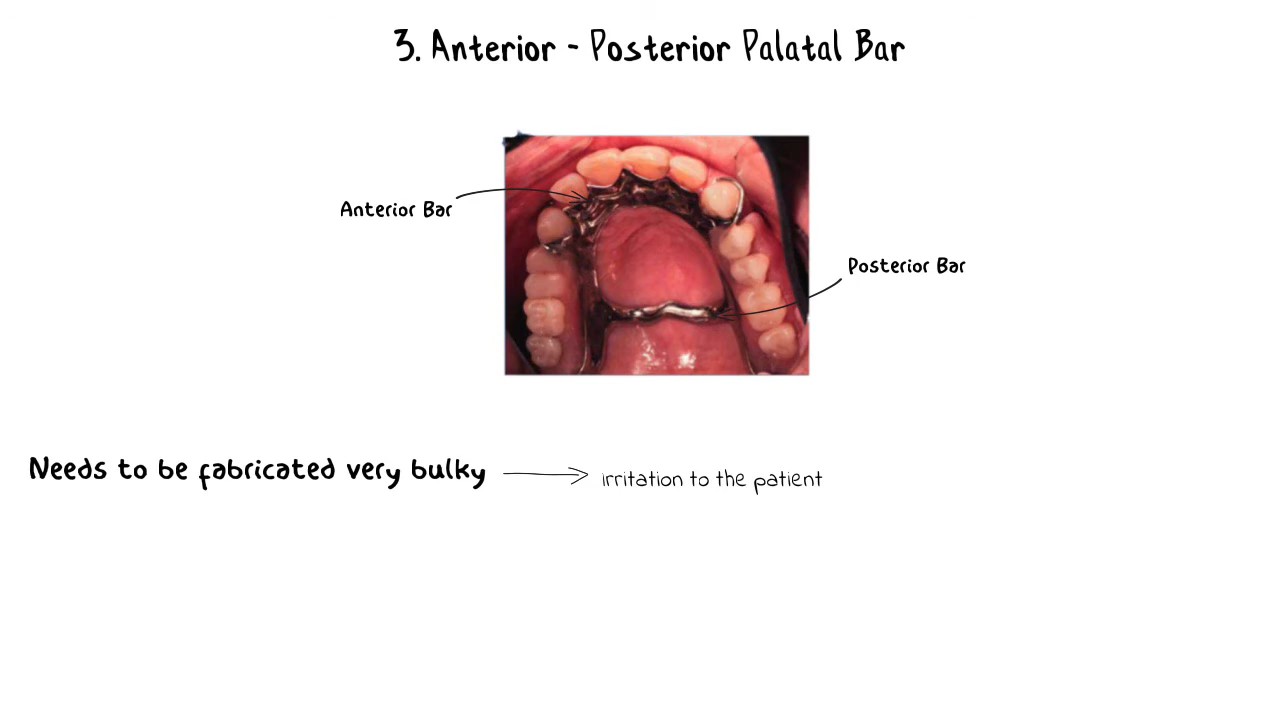 3. Anterior - Posterior Palatal Bar
Anterior Bar
Posterior Bar
Needs to be fabricated very bulky
irritation to the patient